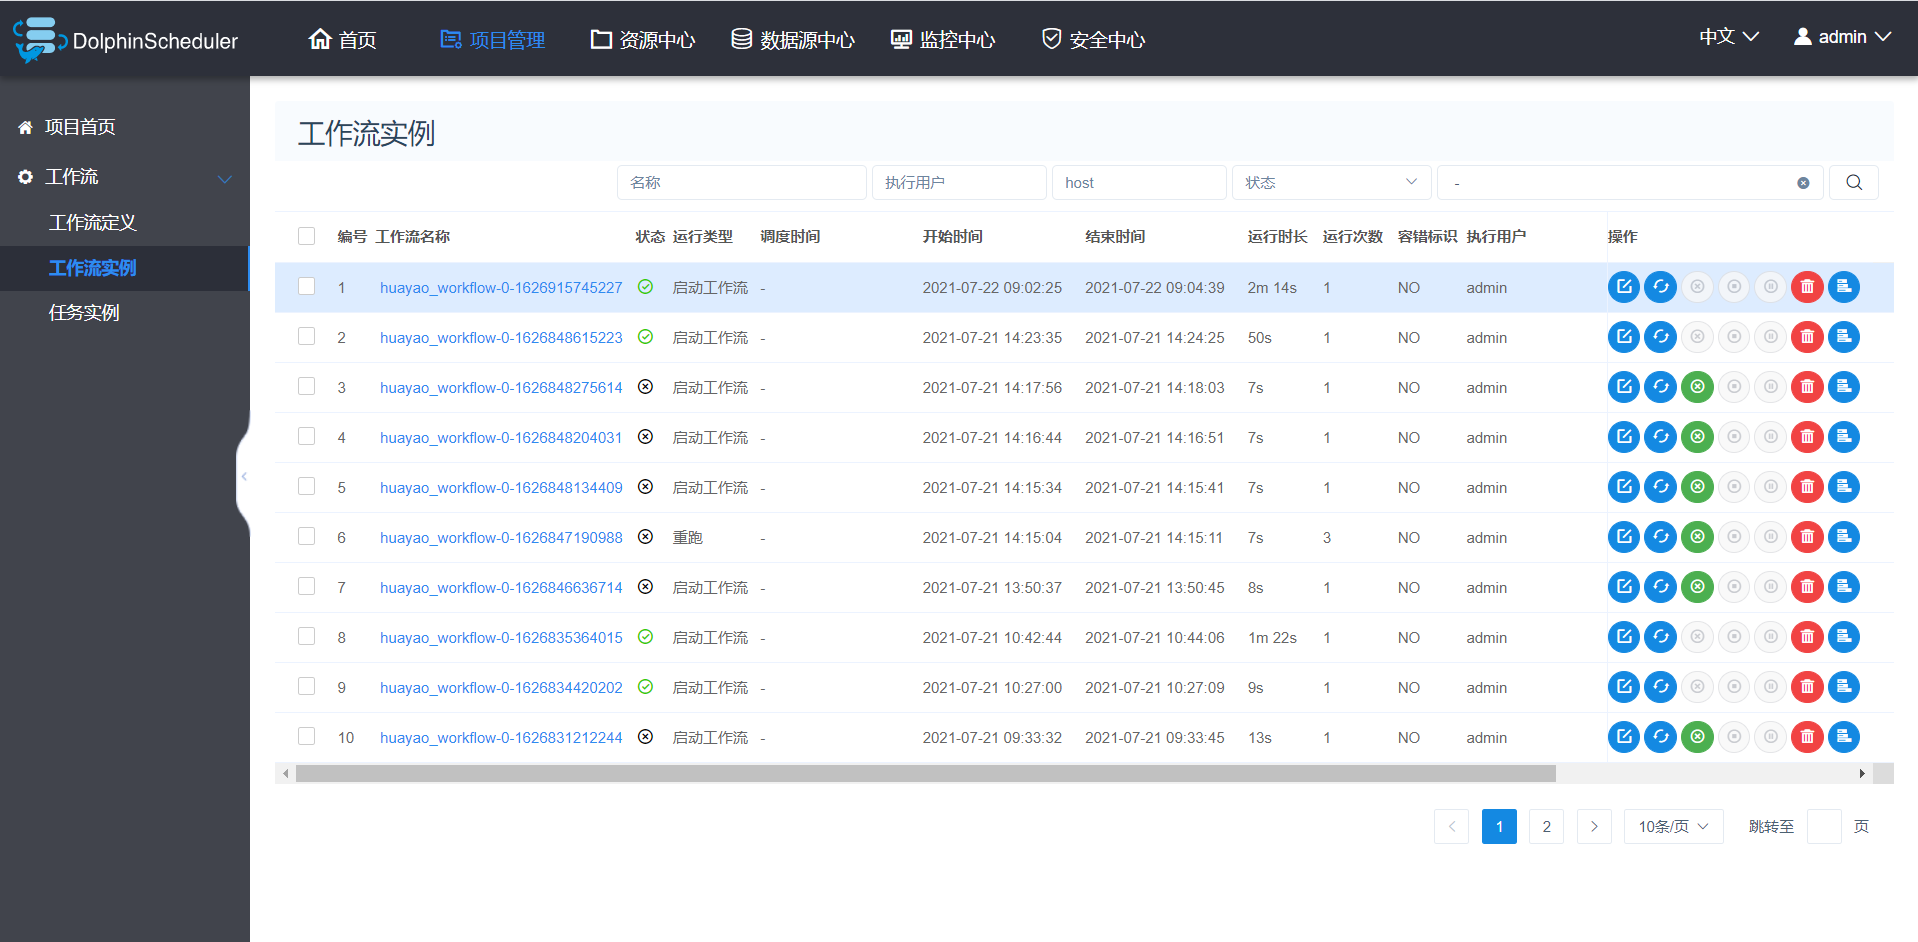 DolphinScheduler 首页 项目管理 资源中心 数据源中心 监控中心 安全中心 中文 admin
项目首页
工作流
工作流定义
工作流实例
任务实例
工作流实例
名称 执行用户 host 状态 -
编号 工作流名称 状态 运行类型 调度时间 开始时间 结束时间 运行时长 运行次数 容错标识 执行用户 操作
1 huayao_workflow-0-1626915745227 启动工作流 - 2021-07-22 09:02:25 2021-07-22 09:04:39 2m 14s 1 NO admin
2 huayao_workflow-0-1626848615223 启动工作流 - 2021-07-21 14:23:35 2021-07-21 14:24:25 50s 1 NO admin
3 huayao_workflow-0-1626848275614 启动工作流 - 2021-07-21 14:17:56 2021-07-21 14:18:03 7s 1 NO admin
4 huayao_workflow-0-1626848204031 启动工作流 - 2021-07-21 14:16:44 2021-07-21 14:16:51 7s 1 NO admin
5 huayao_workflow-0-1626848134409 启动工作流 - 2021-07-21 14:15:34 2021-07-21 14:15:41 7s 1 NO admin
6 huayao_workflow-0-1626847190988 重跑 - 2021-07-21 14:15:04 2021-07-21 14:15:11 7s 3 NO admin
7 huayao_workflow-0-1626846636714 启动工作流 - 2021-07-21 13:50:37 2021-07-21 13:50:45 8s 1 NO admin
8 huayao_workflow-0-1626835364015 启动工作流 - 2021-07-21 10:42:44 2021-07-21 10:44:06 1m 22s 1 NO admin
9 huayao_workflow-0-1626834420202 启动工作流 - 2021-07-21 10:27:00 2021-07-21 10:27:09 9s 1 NO admin
10 huayao_workflow-0-1626831212244 启动工作流 - 2021-07-21 09:33:32 2021-07-21 09:33:45 13s 1 NO admin
1 2 10条/页 跳转至 页